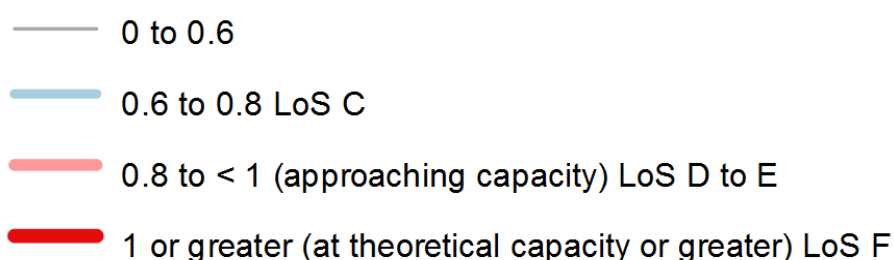 0 to 0.6
0.6 to 0.8 LoS C
0.8 to < 1 (approaching capacity) LoS D to E
1 or greater (at theoretical capacity or greater) LoS F